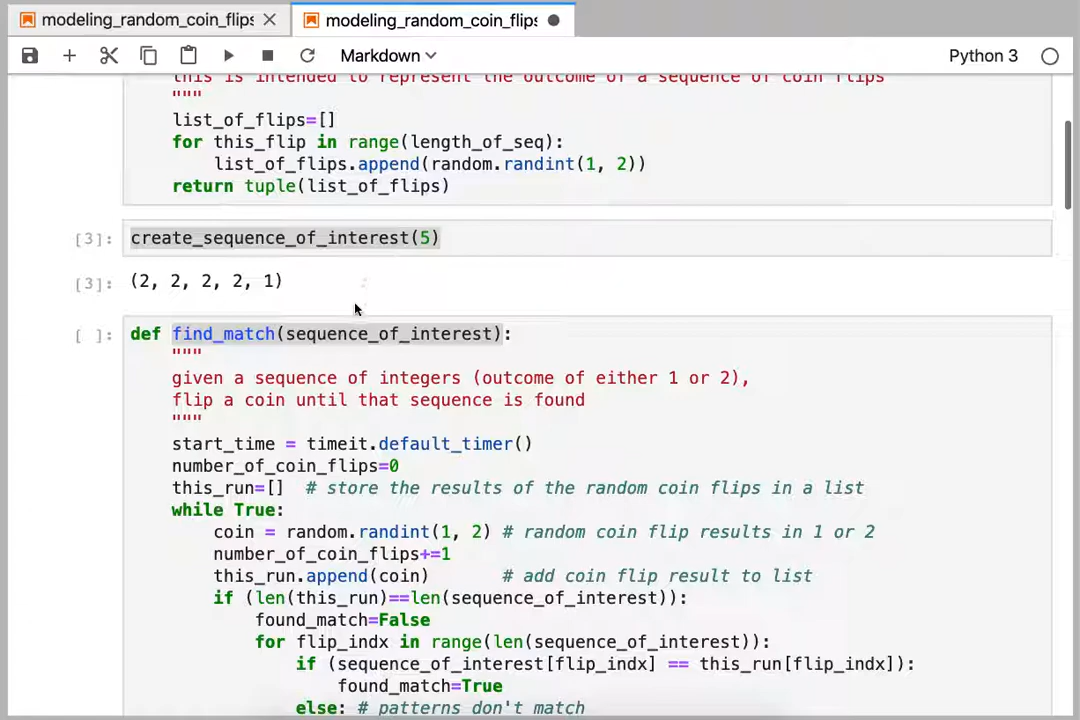 modeling_random_coin_flips
modeling_random_coin_flips
Markdown
Python 3
this is intended to represent the outcome of a sequence of coin flips
"""
list_of_flips=[]
for this_flip in range(length_of_seq):
list_of_flips.append(random.randint(1, 2))
return tuple(list_of_flips)
[3]: create_sequence_of_interest(5)
[3]: (2, 2, 2, 2, 1)
[ ]: def find_match(sequence_of_interest):
"""
given a sequence of integers (outcome of either 1 or 2),
flip a coin until that sequence is found
"""
start_time = timeit.default_timer()
number_of_coin_flips=0
this_run=[]  # store the results of the random coin flips in a list
while True:
coin = random.randint(1, 2) # random coin flip results in 1 or 2
number_of_coin_flips+=1
this_run.append(coin)       # add coin flip result to list
if (len(this_run)==len(sequence_of_interest)):
found_match=False
for flip_indx in range(len(sequence_of_interest)):
if (sequence_of_interest[flip_indx] == this_run[flip_indx]):
found_match=True
else: # patterns don't match